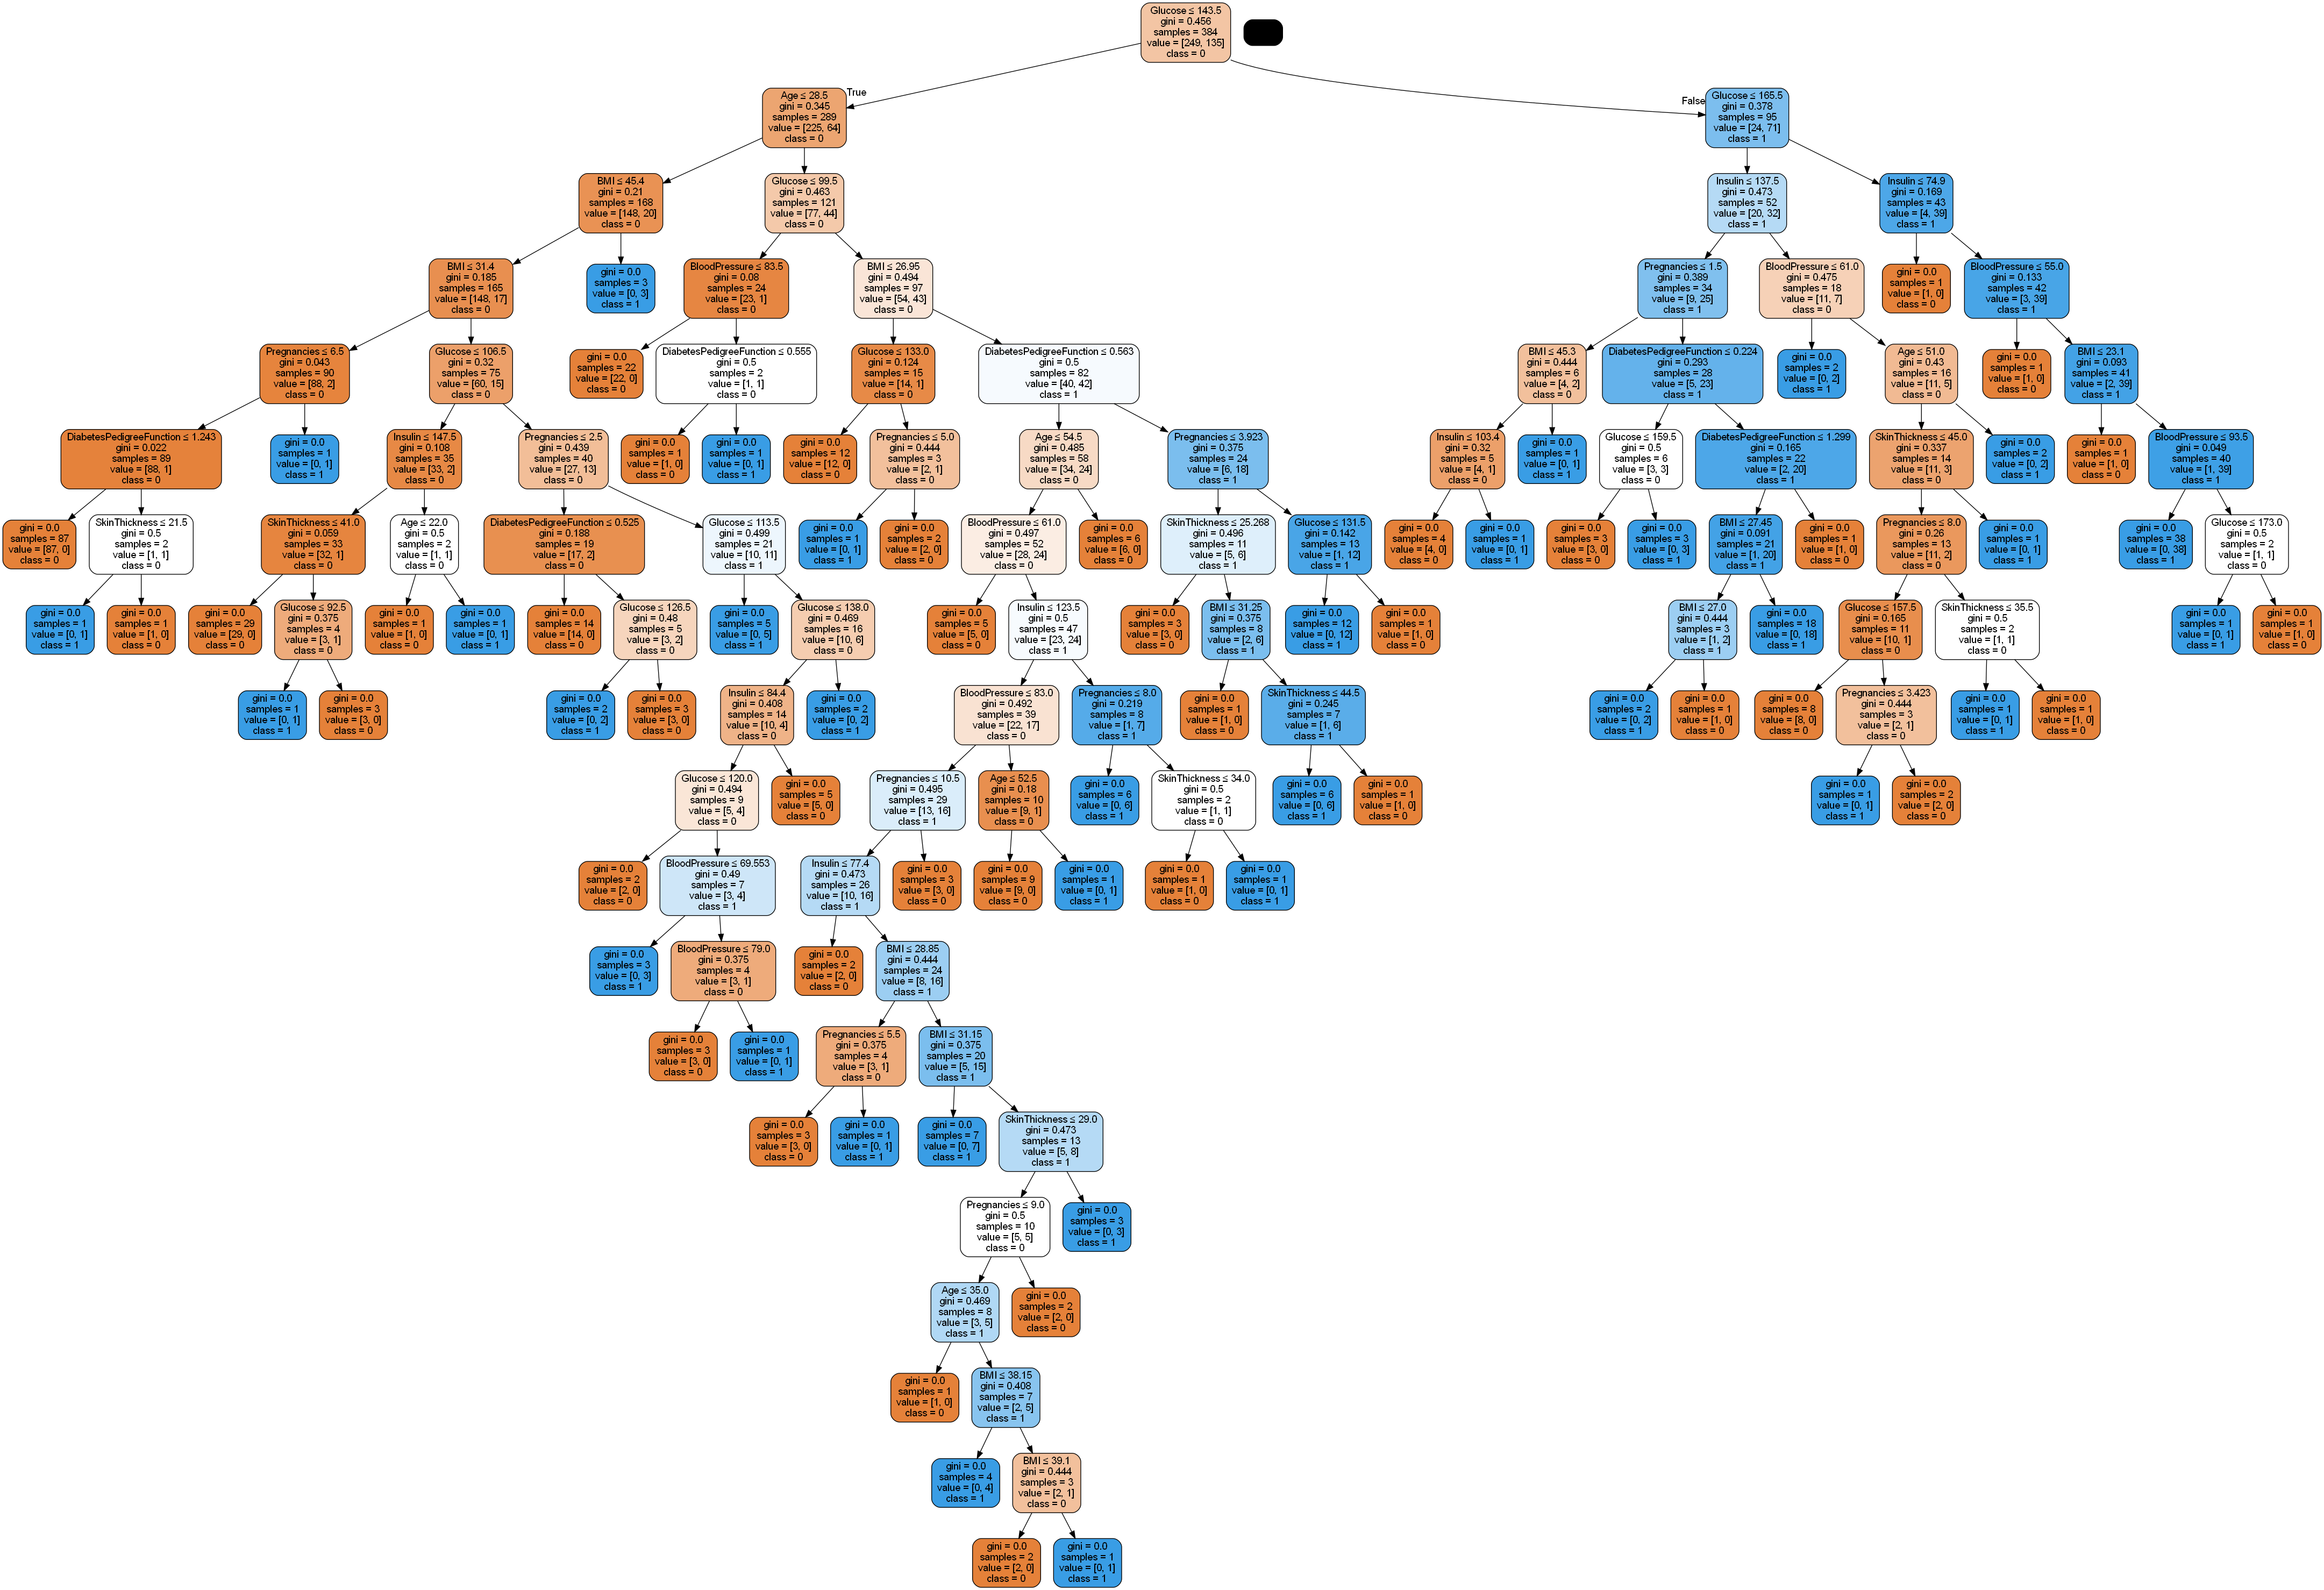 Glucose ≤ 143.5
gini = 0.456
samples = 384
value = [249, 135]
class = 0
True
False
Age ≤ 28.5
gini = 0.345
samples = 289
value = [225, 64]
class = 0
Glucose ≤ 165.5
gini = 0.378
samples = 95
value = [24, 71]
class = 1
BMI ≤ 45.4
gini = 0.21
samples = 168
value = [148, 20]
class = 0
Glucose ≤ 99.5
gini = 0.463
samples = 121
value = [77, 44]
class = 0
Insulin ≤ 137.5
gini = 0.473
samples = 52
value = [20, 32]
class = 1
Insulin ≤ 74.9
gini = 0.169
samples = 43
value = [4, 39]
class = 1
BMI ≤ 31.4
gini = 0.185
samples = 165
value = [148, 17]
class = 0
gini = 0.0
samples = 3
value = [0, 3]
class = 1
BloodPressure ≤ 83.5
gini = 0.08
samples = 24
value = [23, 1]
class = 0
BMI ≤ 26.95
gini = 0.494
samples = 97
value = [54, 43]
class = 0
Pregnancies ≤ 1.5
gini = 0.389
samples = 34
value = [9, 25]
class = 1
BloodPressure ≤ 61.0
gini = 0.475
samples = 18
value = [11, 7]
class = 0
gini = 0.0
samples = 1
value = [1, 0]
class = 0
BloodPressure ≤ 55.0
gini = 0.133
samples = 42
value = [3, 39]
class = 1
Pregnancies ≤ 6.5
gini = 0.043
samples = 90
value = [88, 2]
class = 0
Glucose ≤ 106.5
gini = 0.32
samples = 75
value = [60, 15]
class = 0
gini = 0.0
samples = 22
value = [22, 0]
class = 0
DiabetesPedigreeFunction ≤ 0.555
gini = 0.5
samples = 2
value = [1, 1]
class = 0
Glucose ≤ 133.0
gini = 0.124
samples = 15
value = [14, 1]
class = 0
DiabetesPedigreeFunction ≤ 0.563
gini = 0.5
samples = 82
value = [40, 42]
class = 1
BMI ≤ 45.3
gini = 0.444
samples = 6
value = [4, 2]
class = 0
DiabetesPedigreeFunction ≤ 0.224
gini = 0.293
samples = 28
value = [5, 23]
class = 1
gini = 0.0
samples = 2
value = [0, 2]
class = 1
Age ≤ 51.0
gini = 0.43
samples = 16
value = [11, 5]
class = 0
gini = 0.0
samples = 1
value = [1, 0]
class = 0
BMI ≤ 23.1
gini = 0.093
samples = 41
value = [2, 39]
class = 1
DiabetesPedigreeFunction ≤ 1.243
gini = 0.022
samples = 89
value = [88, 1]
class = 0
gini = 0.0
samples = 1
value = [0, 1]
class = 1
Insulin ≤ 147.5
gini = 0.108
samples = 35
value = [33, 2]
class = 0
Pregnancies ≤ 2.5
gini = 0.439
samples = 40
value = [27, 13]
class = 0
gini = 0.0
samples = 1
value = [1, 0]
class = 0
gini = 0.0
samples = 1
value = [0, 1]
class = 1
gini = 0.0
samples = 12
value = [12, 0]
class = 0
Pregnancies ≤ 5.0
gini = 0.444
samples = 3
value = [2, 1]
class = 0
Age ≤ 54.5
gini = 0.485
samples = 58
value = [34, 24]
class = 0
Pregnancies ≤ 3.923
gini = 0.375
samples = 24
value = [6, 18]
class = 1
Insulin ≤ 103.4
gini = 0.32
samples = 5
value = [4, 1]
class = 0
gini = 0.0
samples = 1
value = [0, 1]
class = 1
Glucose ≤ 159.5
gini = 0.5
samples = 6
value = [3, 3]
class = 0
DiabetesPedigreeFunction ≤ 1.299
gini = 0.165
samples = 22
value = [2, 20]
class = 1
SkinThickness ≤ 45.0
gini = 0.337
samples = 14
value = [11, 3]
class = 0
gini = 0.0
samples = 2
value = [0, 2]
class = 1
gini = 0.0
samples = 1
value = [1, 0]
class = 0
BloodPressure ≤ 93.5
gini = 0.049
samples = 40
value = [1, 39]
class = 1
gini = 0.0
samples = 87
value = [87, 0]
class = 0
SkinThickness ≤ 21.5
gini = 0.5
samples = 2
value = [1, 1]
class = 0
SkinThickness ≤ 41.0
gini = 0.059
samples = 33
value = [32, 1]
class = 0
Age ≤ 22.0
gini = 0.5
samples = 2
value = [1, 1]
class = 0
DiabetesPedigreeFunction ≤ 0.525
gini = 0.188
samples = 19
value = [17, 2]
class = 0
Glucose ≤ 113.5
gini = 0.499
samples = 21
value = [10, 11]
class = 1
gini = 0.0
samples = 1
value = [0, 1]
class = 1
gini = 0.0
samples = 2
value = [2, 0]
class = 0
BloodPressure ≤ 61.0
gini = 0.497
samples = 52
value = [28, 24]
class = 0
gini = 0.0
samples = 6
value = [6, 0]
class = 0
SkinThickness ≤ 25.268
gini = 0.496
samples = 11
value = [5, 6]
class = 1
Glucose ≤ 131.5
gini = 0.142
samples = 13
value = [1, 12]
class = 1
gini = 0.0
samples = 4
value = [4, 0]
class = 0
gini = 0.0
samples = 1
value = [0, 1]
class = 1
gini = 0.0
samples = 3
value = [3, 0]
class = 0
gini = 0.0
samples = 3
value = [0, 3]
class = 1
BMI ≤ 27.45
gini = 0.091
samples = 21
value = [1, 20]
class = 1
gini = 0.0
samples = 1
value = [1, 0]
class = 0
Pregnancies ≤ 8.0
gini = 0.26
samples = 13
value = [11, 2]
class = 0
gini = 0.0
samples = 1
value = [0, 1]
class = 1
gini = 0.0
samples = 38
value = [0, 38]
class = 1
Glucose ≤ 173.0
gini = 0.5
samples = 2
value = [1, 1]
class = 0
gini = 0.0
samples = 1
value = [0, 1]
class = 1
gini = 0.0
samples = 1
value = [1, 0]
class = 0
gini = 0.0
samples = 29
value = [29, 0]
class = 0
Glucose ≤ 92.5
gini = 0.375
samples = 4
value = [3, 1]
class = 0
gini = 0.0
samples = 1
value = [1, 0]
class = 0
gini = 0.0
samples = 1
value = [0, 1]
class = 1
gini = 0.0
samples = 14
value = [14, 0]
class = 0
Glucose ≤ 126.5
gini = 0.48
samples = 5
value = [3, 2]
class = 0
gini = 0.0
samples = 5
value = [0, 5]
class = 1
Glucose ≤ 138.0
gini = 0.469
samples = 16
value = [10, 6]
class = 0
gini = 0.0
samples = 5
value = [5, 0]
class = 0
Insulin ≤ 123.5
gini = 0.5
samples = 47
value = [23, 24]
class = 1
gini = 0.0
samples = 3
value = [3, 0]
class = 0
BMI ≤ 31.25
gini = 0.375
samples = 8
value = [2, 6]
class = 1
gini = 0.0
samples = 12
value = [0, 12]
class = 1
gini = 0.0
samples = 1
value = [1, 0]
class = 0
BMI ≤ 27.0
gini = 0.444
samples = 3
value = [1, 2]
class = 1
gini = 0.0
samples = 18
value = [0, 18]
class = 1
Glucose ≤ 157.5
gini = 0.165
samples = 11
value = [10, 1]
class = 0
SkinThickness ≤ 35.5
gini = 0.5
samples = 2
value = [1, 1]
class = 0
gini = 0.0
samples = 1
value = [0, 1]
class = 1
gini = 0.0
samples = 1
value = [1, 0]
class = 0
gini = 0.0
samples = 1
value = [0, 1]
class = 1
gini = 0.0
samples = 3
value = [3, 0]
class = 0
gini = 0.0
samples = 2
value = [0, 2]
class = 1
gini = 0.0
samples = 3
value = [3, 0]
class = 0
Insulin ≤ 84.4
gini = 0.408
samples = 14
value = [10, 4]
class = 0
gini = 0.0
samples = 2
value = [0, 2]
class = 1
BloodPressure ≤ 83.0
gini = 0.492
samples = 39
value = [22, 17]
class = 0
Pregnancies ≤ 8.0
gini = 0.219
samples = 8
value = [1, 7]
class = 1
gini = 0.0
samples = 1
value = [1, 0]
class = 0
SkinThickness ≤ 44.5
gini = 0.245
samples = 7
value = [1, 6]
class = 1
gini = 0.0
samples = 2
value = [0, 2]
class = 1
gini = 0.0
samples = 1
value = [1, 0]
class = 0
gini = 0.0
samples = 8
value = [8, 0]
class = 0
Pregnancies ≤ 3.423
gini = 0.444
samples = 3
value = [2, 1]
class = 0
gini = 0.0
samples = 1
value = [0, 1]
class = 1
gini = 0.0
samples = 1
value = [1, 0]
class = 0
Glucose ≤ 120.0
gini = 0.494
samples = 9
value = [5, 4]
class = 0
gini = 0.0
samples = 5
value = [5, 0]
class = 0
Pregnancies ≤ 10.5
gini = 0.495
samples = 29
value = [13, 16]
class = 1
Age ≤ 52.5
gini = 0.18
samples = 10
value = [9, 1]
class = 0
gini = 0.0
samples = 6
value = [0, 6]
class = 1
SkinThickness ≤ 34.0
gini = 0.5
samples = 2
value = [1, 1]
class = 0
gini = 0.0
samples = 6
value = [0, 6]
class = 1
gini = 0.0
samples = 1
value = [1, 0]
class = 0
gini = 0.0
samples = 1
value = [0, 1]
class = 1
gini = 0.0
samples = 2
value = [2, 0]
class = 0
gini = 0.0
samples = 2
value = [2, 0]
class = 0
BloodPressure ≤ 69.553
gini = 0.49
samples = 7
value = [3, 4]
class = 1
Insulin ≤ 77.4
gini = 0.473
samples = 26
value = [10, 16]
class = 1
gini = 0.0
samples = 3
value = [3, 0]
class = 0
gini = 0.0
samples = 9
value = [9, 0]
class = 0
gini = 0.0
samples = 1
value = [0, 1]
class = 1
gini = 0.0
samples = 1
value = [1, 0]
class = 0
gini = 0.0
samples = 1
value = [0, 1]
class = 1
gini = 0.0
samples = 3
value = [0, 3]
class = 1
BloodPressure ≤ 79.0
gini = 0.375
samples = 4
value = [3, 1]
class = 0
gini = 0.0
samples = 2
value = [2, 0]
class = 0
BMI ≤ 28.85
gini = 0.444
samples = 24
value = [8, 16]
class = 1
gini = 0.0
samples = 3
value = [3, 0]
class = 0
gini = 0.0
samples = 1
value = [0, 1]
class = 1
Pregnancies ≤ 5.5
gini = 0.375
samples = 4
value = [3, 1]
class = 0
BMI ≤ 31.15
gini = 0.375
samples = 20
value = [5, 15]
class = 1
gini = 0.0
samples = 3
value = [3, 0]
class = 0
gini = 0.0
samples = 1
value = [0, 1]
class = 1
gini = 0.0
samples = 7
value = [0, 7]
class = 1
SkinThickness ≤ 29.0
gini = 0.473
samples = 13
value = [5, 8]
class = 1
Pregnancies ≤ 9.0
gini = 0.5
samples = 10
value = [5, 5]
class = 0
gini = 0.0
samples = 3
value = [0, 3]
class = 1
Age ≤ 35.0
gini = 0.469
samples = 8
value = [3, 5]
class = 1
gini = 0.0
samples = 2
value = [2, 0]
class = 0
gini = 0.0
samples = 1
value = [1, 0]
class = 0
BMI ≤ 38.15
gini = 0.408
samples = 7
value = [2, 5]
class = 1
gini = 0.0
samples = 4
value = [0, 4]
class = 1
BMI ≤ 39.1
gini = 0.444
samples = 3
value = [2, 1]
class = 0
gini = 0.0
samples = 2
value = [2, 0]
class = 0
gini = 0.0
samples = 1
value = [0, 1]
class = 1